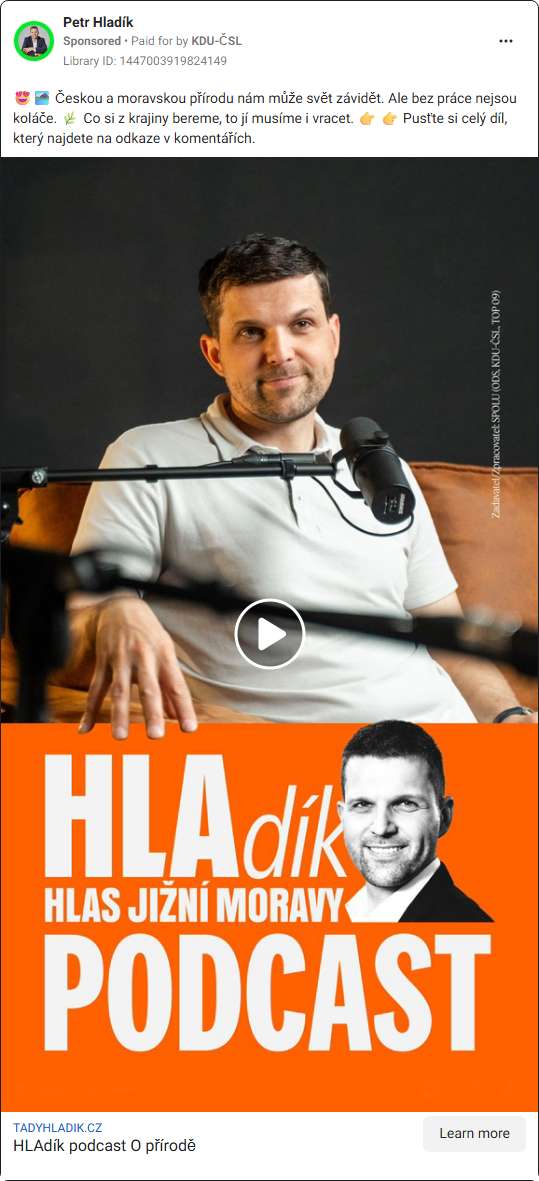 Petr Hladík
Sponsored • Paid for by KDU-ČSL
Library ID: 1447003919824149
😍 🏞️ Českou a moravskou přírodu nám může svět závidět. Ale bez práce nejsou
koláče. 🌿 Co si z krajiny bereme, to jí musíme i vracet. 👉 👉 Pusťte si celý díl,
který najdete na odkaze v komentářích.
Zadavatel/Zpracovatel: SPOLU (ODS, KDU-ČSL, TOP 09)
HLAdík
HLAS JIŽNÍ MORAVY
PODCAST
TADYHLADIK.CZ
HLAdík podcast O přírodě
Learn more